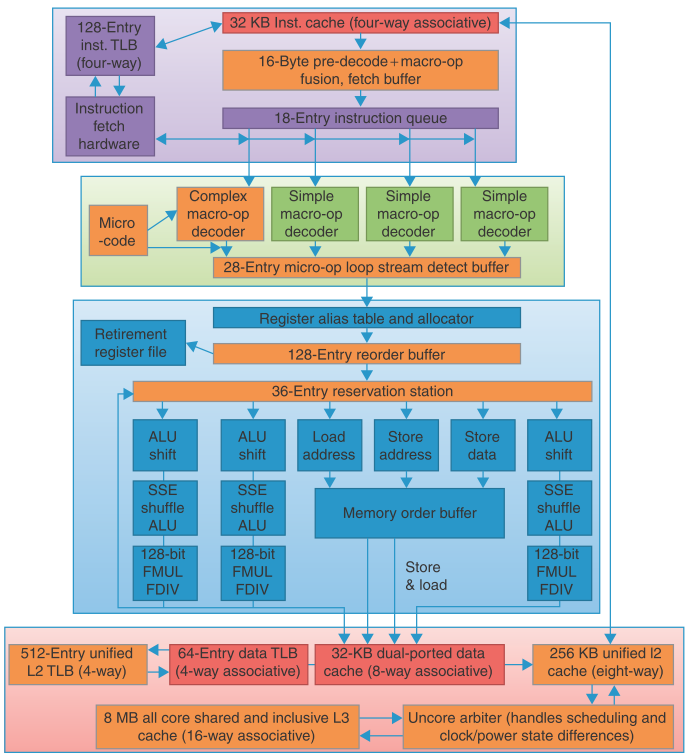 128-Entry
inst. TLB
(four-way)
32 KB Inst. cache (four-way associative)
16-Byte pre-decode+macro-op
fusion, fetch buffer
Instruction
fetch
hardware
18-Entry instruction queue
Micro
-code
Complex
macro-op
decoder
Simple
macro-op
decoder
Simple
macro-op
decoder
Simple
macro-op
decoder
28-Entry micro-op loop stream detect buffer
Register alias table and allocator
Retirement
register file
128-Entry reorder buffer
36-Entry reservation station
ALU
shift
ALU
shift
Load
address
Store
address
Store
data
ALU
shift
SSE
shuffle
ALU
SSE
shuffle
ALU
Memory order buffer
SSE
shuffle
ALU
128-bit
FMUL
FDIV
128-bit
FMUL
FDIV
Store
& load
128-bit
FMUL
FDIV
512-Entry unified
L2 TLB (4-way)
64-Entry data TLB
(4-way associative)
32-KB dual-ported data
cache (8-way associative)
256 KB unified l2
cache (eight-way)
8 MB all core shared and inclusive L3
cache (16-way associative)
Uncore arbiter (handles scheduling and
clock/power state differences)